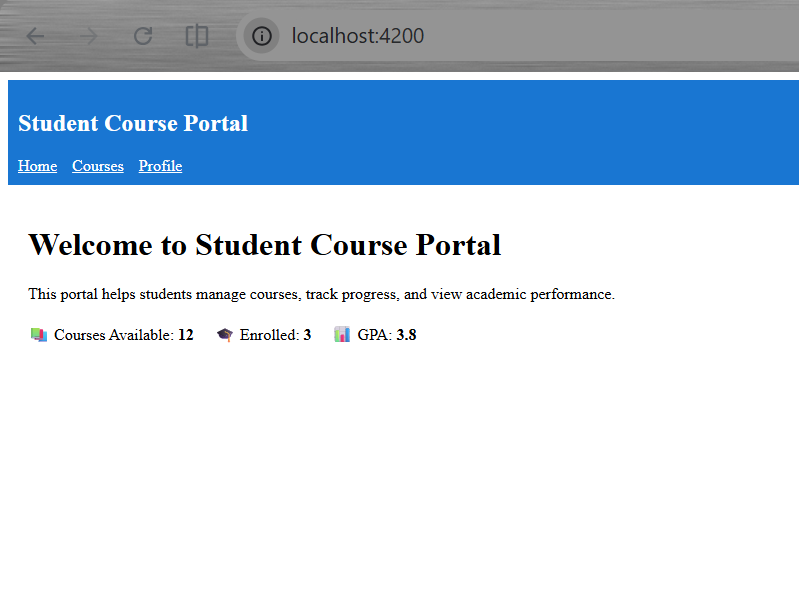 localhost:4200
Student Course Portal
Home Courses Profile
Welcome to Student Course Portal
This portal helps students manage courses, track progress, and view academic performance.
Courses Available: 12 Enrolled: 3 GPA: 3.8